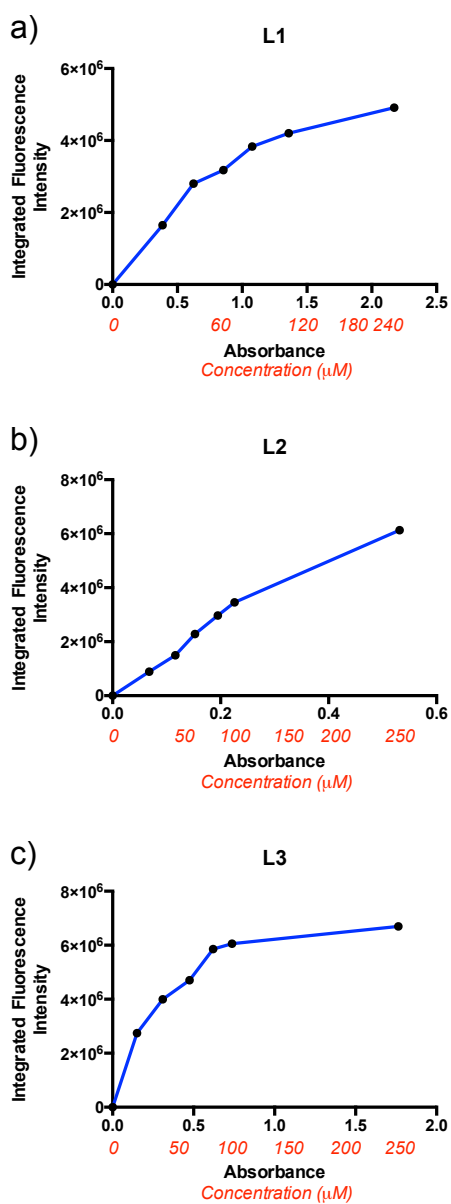 a)
L1
Integrated Fluorescence
Intensity
6×10⁶
4×10⁶
2×10⁶
0
0.0 0.5 1.0 1.5 2.0 2.5
0 60 120 180 240
Absorbance
Concentration (μM)
b)
L2
Integrated Fluorescence
Intensity
8×10⁶
6×10⁶
4×10⁶
2×10⁶
0
0.0 0.2 0.4 0.6
0 50 100 150 200 250
Absorbance
Concentration (μM)
c)
L3
Integrated Fluorescence
Intensity
8×10⁶
6×10⁶
4×10⁶
2×10⁶
0
0.0 0.5 1.0 1.5 2.0
0 50 100 150 200 250
Absorbance
Concentration (μM)